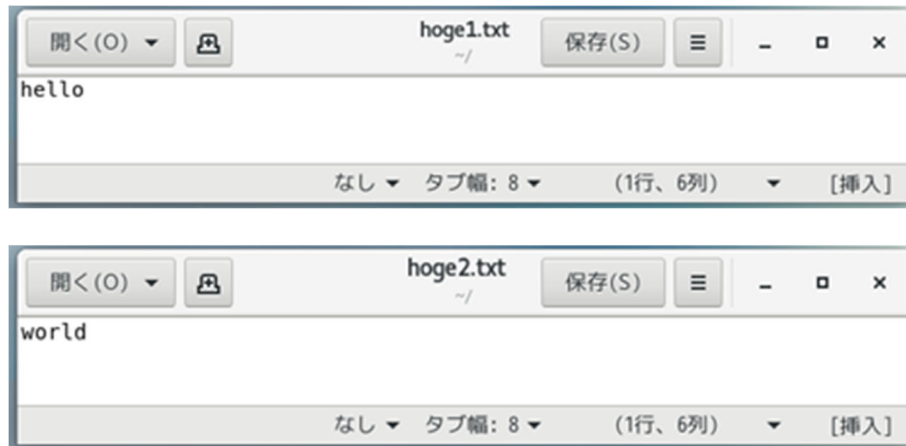 開く(O) hoge1.txt 保存(S)
~/
hello
なし タブ幅: 8 (1行、6列) [挿入]
開く(O) hoge2.txt 保存(S)
~/
world
なし タブ幅: 8 (1行、6列) [挿入]